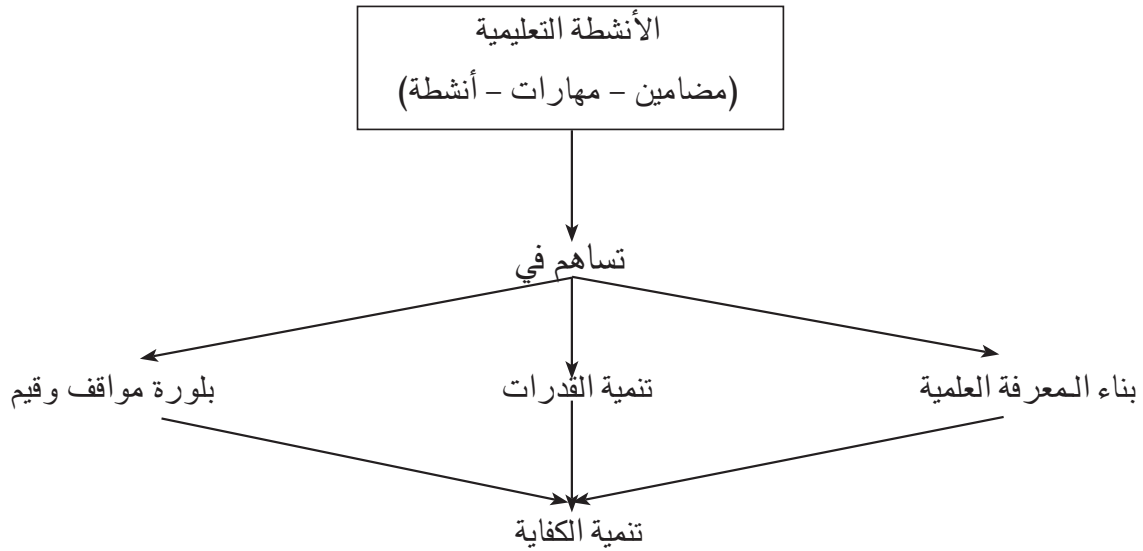 الأنشطة التعليمية
(مضامين – مهارات – أنشطة)
تساهم في
بناء المعرفة العلمية
تنمية القدرات
بلورة مواقف وقيم
تنمية الكفاية